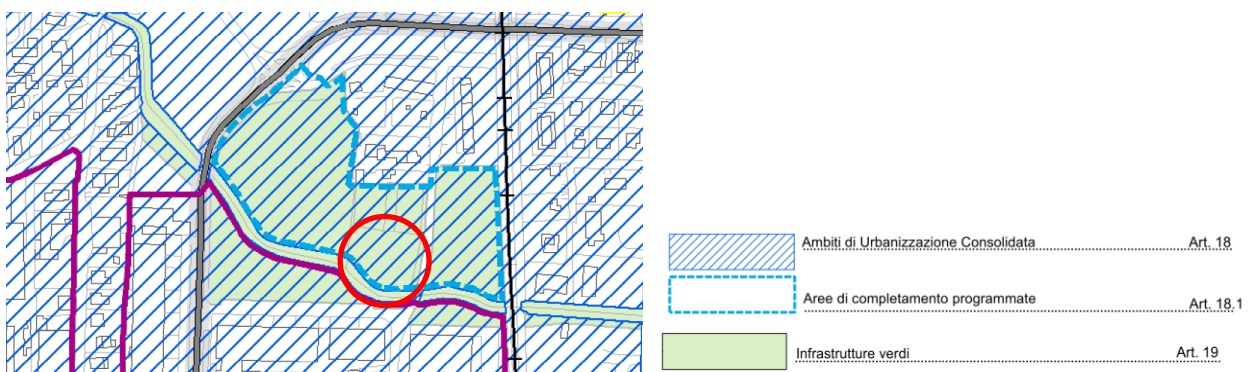 Ambiti di Urbanizzazione Consolidata Art. 18
Aree di completamento programmate Art. 18,1
Infrastrutture verdi Art. 19